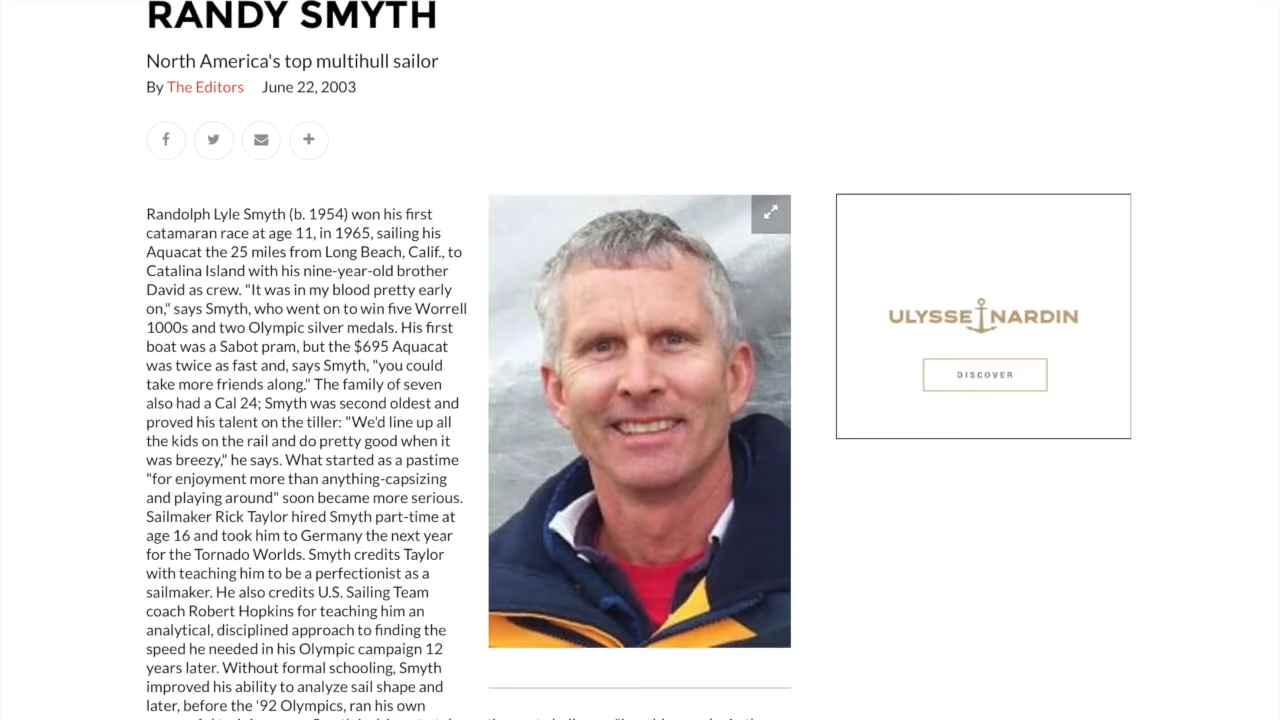 RANDY SMYTH
North America's top multihull sailor
By The Editors June 22, 2003
Randolph Lyle Smyth (b. 1954) won his first
catamaran race at age 11, in 1965, sailing his
Aquacat the 25 miles from Long Beach, Calif., to
Catalina Island with his nine-year-old brother
David as crew. "It was in my blood pretty early
on," says Smyth, who went on to win five Worrell
1000s and two Olympic silver medals. His first
boat was a Sabot pram, but the $695 Aquacat
was twice as fast and, says Smyth, "you could
take more friends along." The family of seven
also had a Cal 24; Smyth was second oldest and
proved his talent on the tiller: "We'd line up all
the kids on the rail and do pretty good when it
was breezy," he says. What started as a pastime
"for enjoyment more than anything-capsizing
and playing around" soon became more serious.
Sailmaker Rick Taylor hired Smyth part-time at
age 16 and took him to Germany the next year
for the Tornado Worlds. Smyth credits Taylor
with teaching him to be a perfectionist as a
sailmaker. He also credits U.S. Sailing Team
coach Robert Hopkins for teaching him an
analytical, disciplined approach to finding the
speed he needed in his Olympic campaign 12
years later. Without formal schooling, Smyth
improved his ability to analyze sail shape and
later, before the '92 Olympics, ran his own
ULYSSE NARDIN
DISCOVER